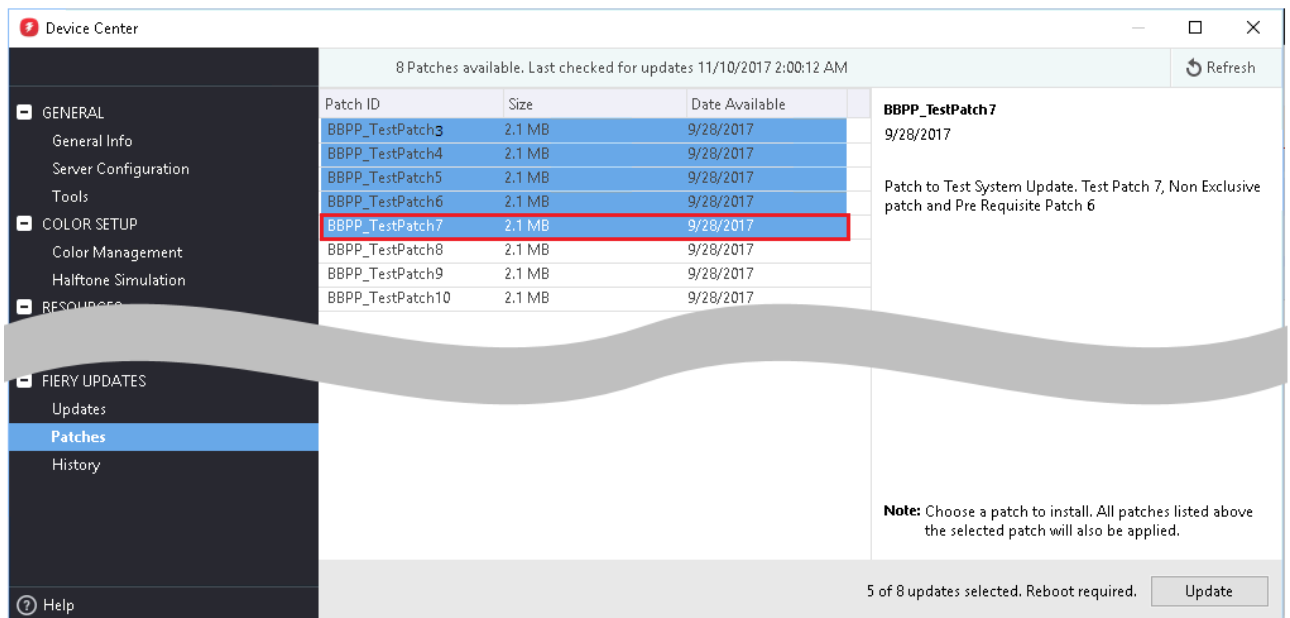 Device Center
8 Patches available. Last checked for updates 11/10/2017 2:00:12 AM
Refresh
GENERAL
General Info
Server Configuration
Tools
COLOR SETUP
Color Management
Halftone Simulation
FIERY UPDATES
Updates
Patches
History
? Help
Patch ID Size Date Available
BBPP_TestPatch3 2.1 MB 9/28/2017
BBPP_TestPatch4 2.1 MB 9/28/2017
BBPP_TestPatch5 2.1 MB 9/28/2017
BBPP_TestPatch6 2.1 MB 9/28/2017
BBPP_TestPatch7 2.1 MB 9/28/2017
BBPP_TestPatch8 2.1 MB 9/28/2017
BBPP_TestPatch9 2.1 MB 9/28/2017
BBPP_TestPatch10 2.1 MB 9/28/2017
BBPP_TestPatch7
9/28/2017
Patch to Test System Update. Test Patch 7, Non Exclusive
patch and Pre Requisite Patch 6
Note: Choose a patch to install. All patches listed above
the selected patch will also be applied.
5 of 8 updates selected. Reboot required.
Update